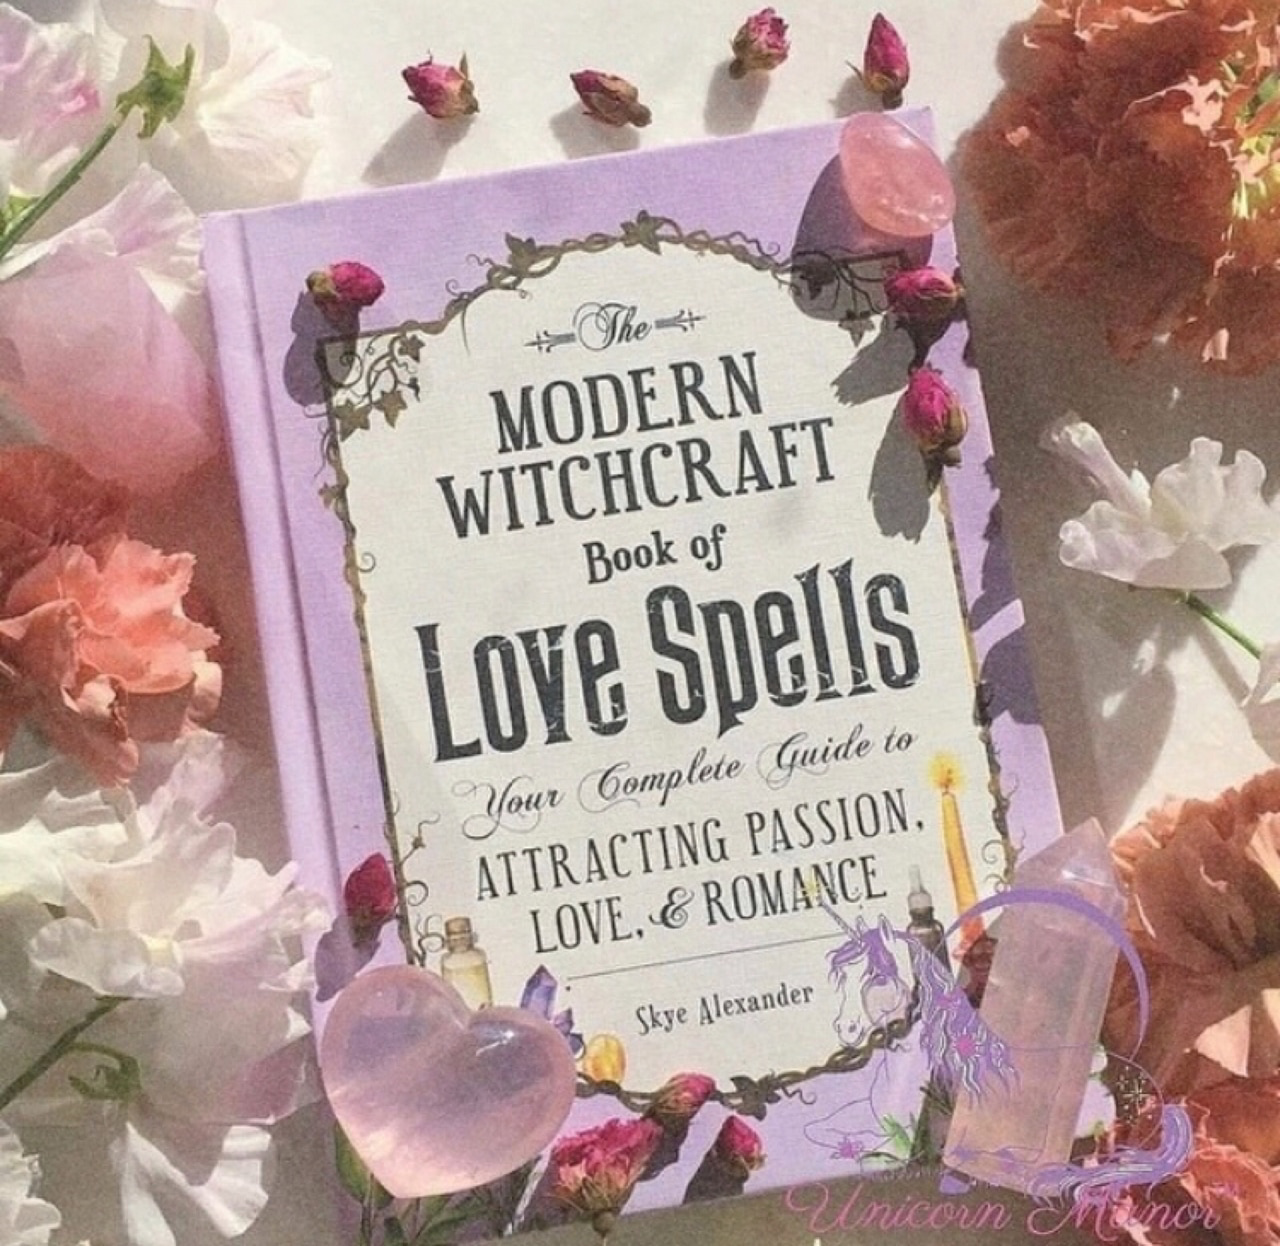 The
MODERN
WITCHCRAFT
Book of
Love Spells
Your Complete Guide to
ATTRACTING PASSION,
LOVE, & ROMANCE
Skye Alexander
Unicorn Manor